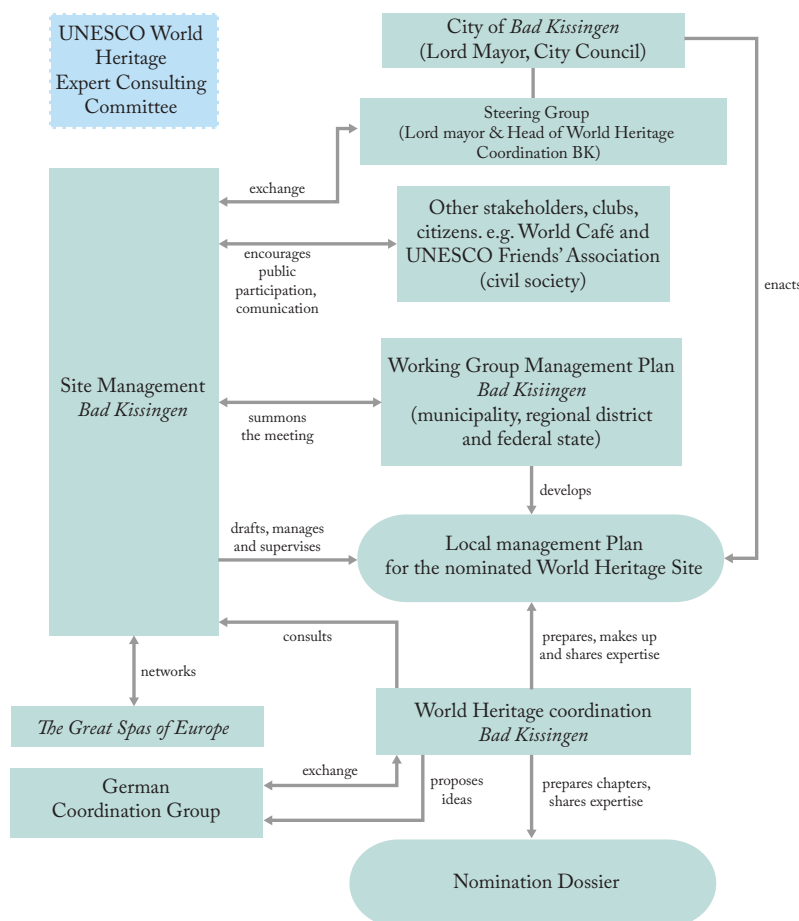 UNESCO World
Heritage
Expert Consulting
Committee
City of Bad Kissingen
(Lord Mayor, City Council)
Steering Group
(Lord mayor & Head of World Heritage
Coordination BK)
exchange
Other stakeholders, clubs,
citizens. e.g. World Café and
UNESCO Friends’ Association
(civil society)
encourages
public
participation,
comunication
enacts
Site Management
Bad Kissingen
Working Group Management Plan
Bad Kisiingen
(municipality, regional district
and federal state)
summons
the meeting
develops
drafts, manages
and supervises
Local management Plan
for the nominated World Heritage Site
consults
prepares, makes up
and shares expertise
networks
The Great Spas of Europe
World Heritage coordination
Bad Kissingen
German
Coordination Group
exchange
proposes
ideas
prepares chapters,
shares expertise
Nomination Dossier